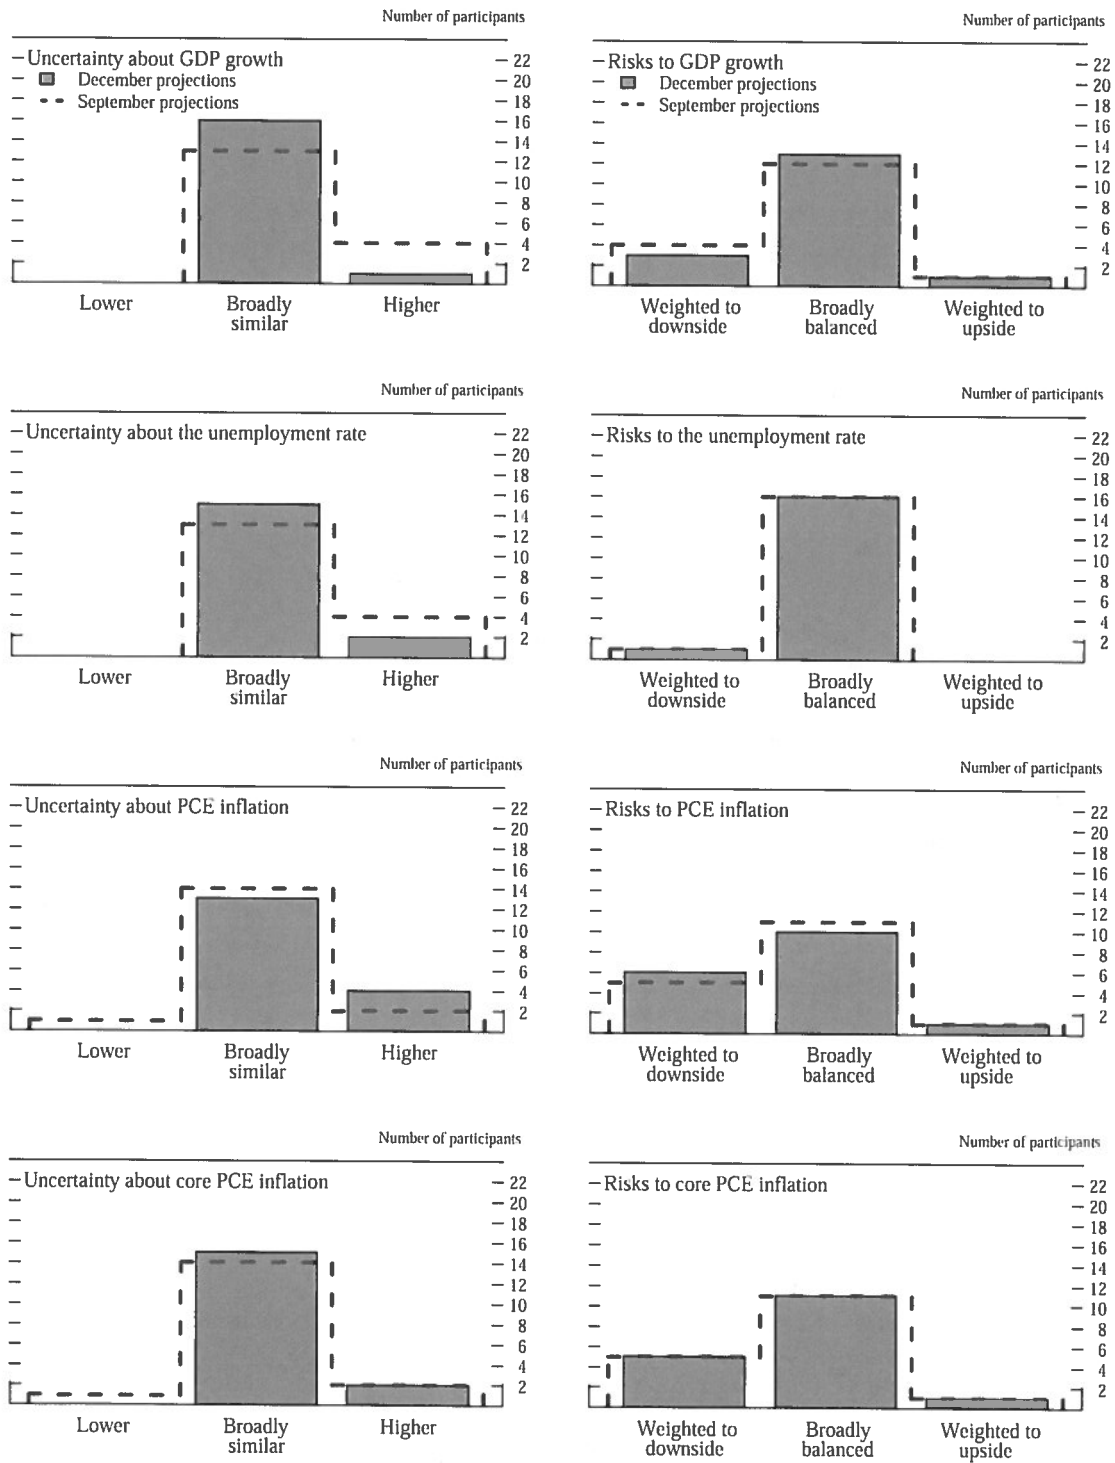 Number of participants
Uncertainty about GDP growth
December projections
September projections
22
20
18
16
14
12
10
8
6
4
2
Lower
Broadly
similar
Higher
Number of participants
Risks to GDP growth
December projections
September projections
22
20
18
16
14
12
10
8
6
4
2
Weighted to
downside
Broadly
balanced
Weighted to
upside
Number of participants
Uncertainty about the unemployment rate
22
20
18
16
14
12
10
8
6
4
2
Lower
Broadly
similar
Higher
Number of participants
Risks to the unemployment rate
22
20
18
16
14
12
10
8
6
4
2
Weighted to
downside
Broadly
balanced
Weighted to
upside
Number of participants
Uncertainty about PCE inflation
22
20
18
16
14
12
10
8
6
4
2
Lower
Broadly
similar
Higher
Number of participants
Risks to PCE inflation
22
20
18
16
14
12
10
8
6
4
2
Weighted to
downside
Broadly
balanced
Weighted to
upside
Number of participants
Uncertainty about core PCE inflation
22
20
18
16
14
12
10
8
6
4
2
Lower
Broadly
similar
Higher
Number of participants
Risks to core PCE inflation
22
20
18
16
14
12
10
8
6
4
2
Weighted to
downside
Broadly
balanced
Weighted to
upside